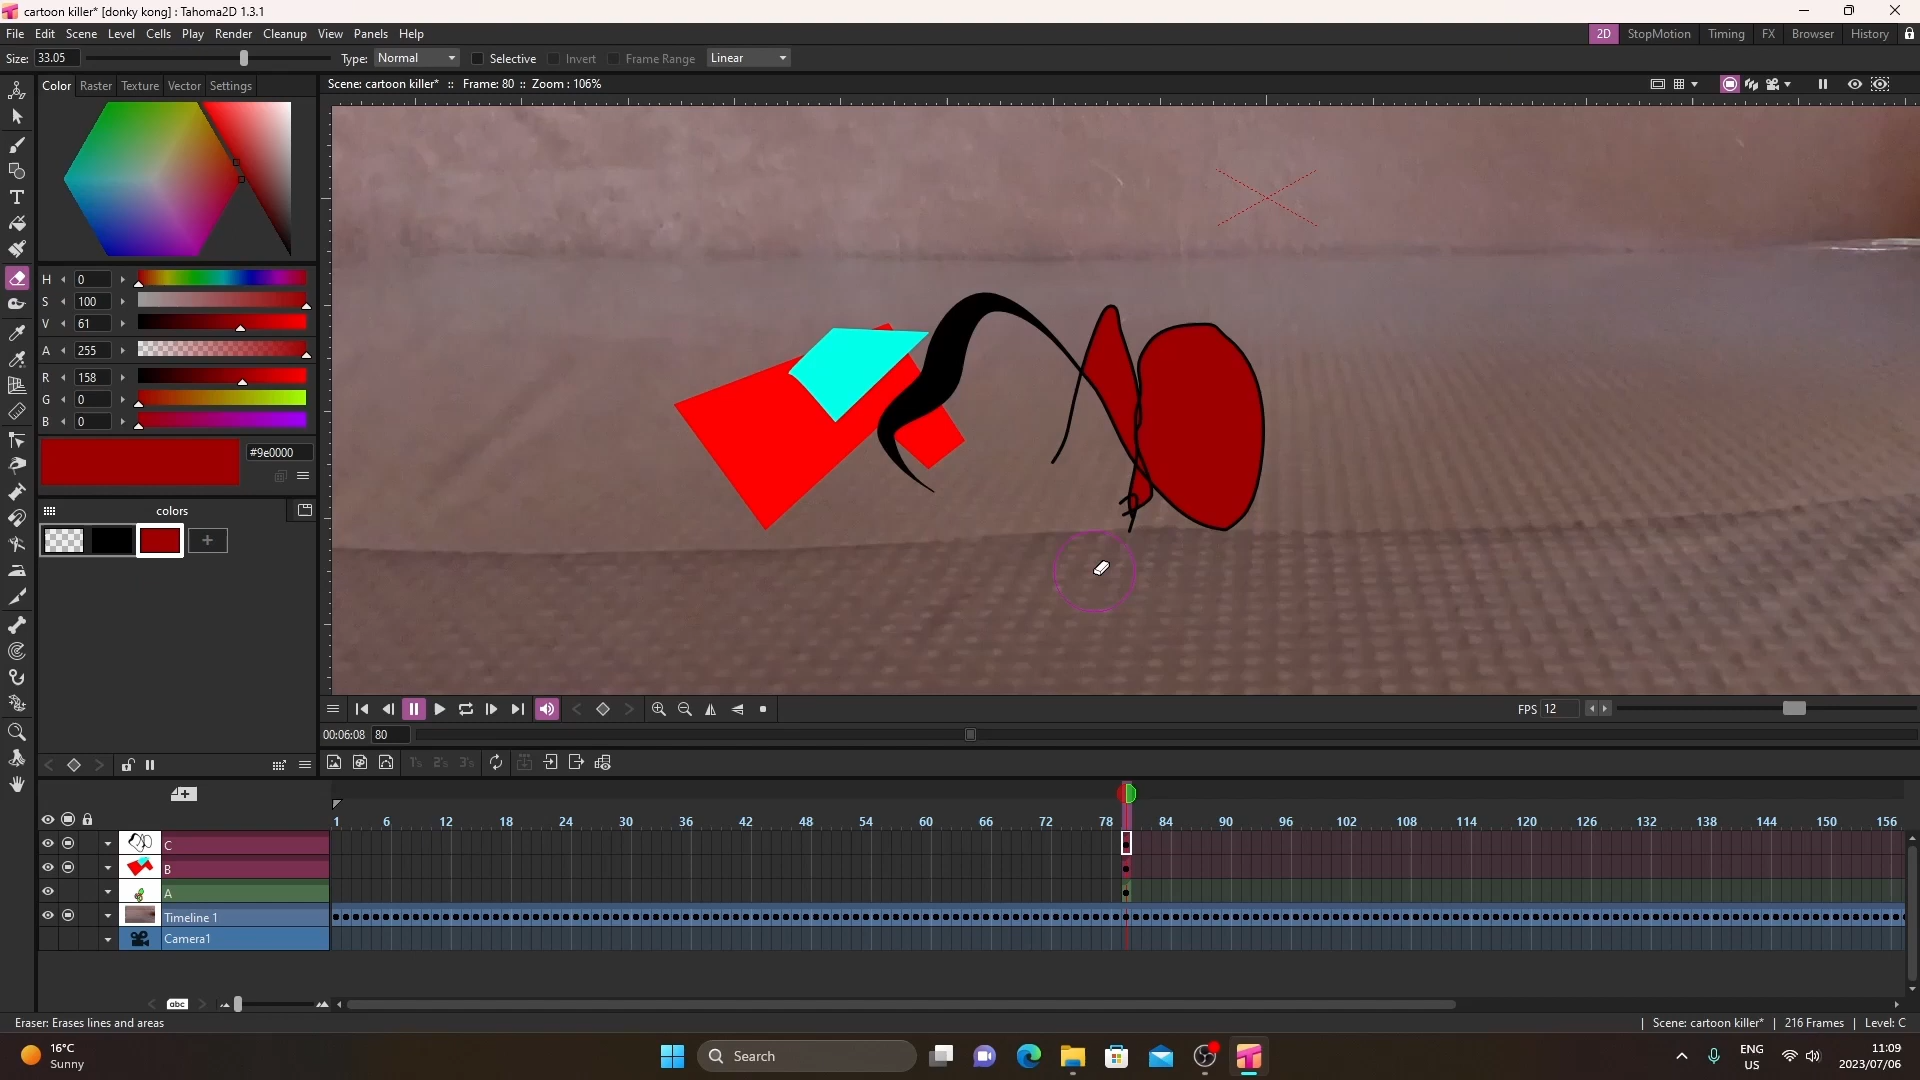 cartoon killer* [donky kong] : Tahoma2D 1.3.1
File Edit Scene Level Cells Play Render Cleanup View Panels Help
2D StopMotion Timing FX Browser History
Size: 33.05 Type: Normal Selective Invert Frame Range Linear
Color Raster Texture Vector Settings
Scene: cartoon killer* :: Frame: 80 :: Zoom : 106%
H 0
S 100
V 61
A 255
R 158
G 0
B 0
#9e0000
colors
+
FPS 12
00:06:08 80
1's 2's 3's
1 6 12 18 24 30 36 42 48 54 60 66 72 78 84 90 96 102 108 114 120 126 132 138 144 150 156
C
B
A
Timeline 1
Camera1
abc
Eraser: Erases lines and areas
| Scene: cartoon killer* | 216 Frames | Level: C
16°C
Sunny
Search
ENG
US
11:09
2023/07/06